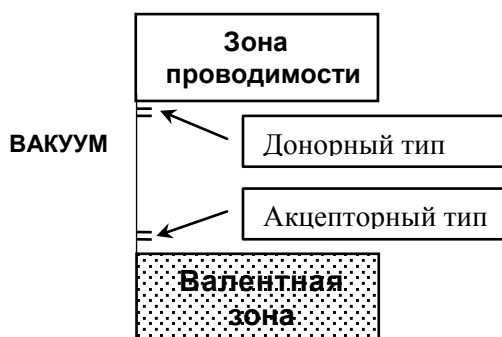 Зона
проводимости
ВАКУУМ
Донорный тип
Акцепторный тип
Валентная
зона